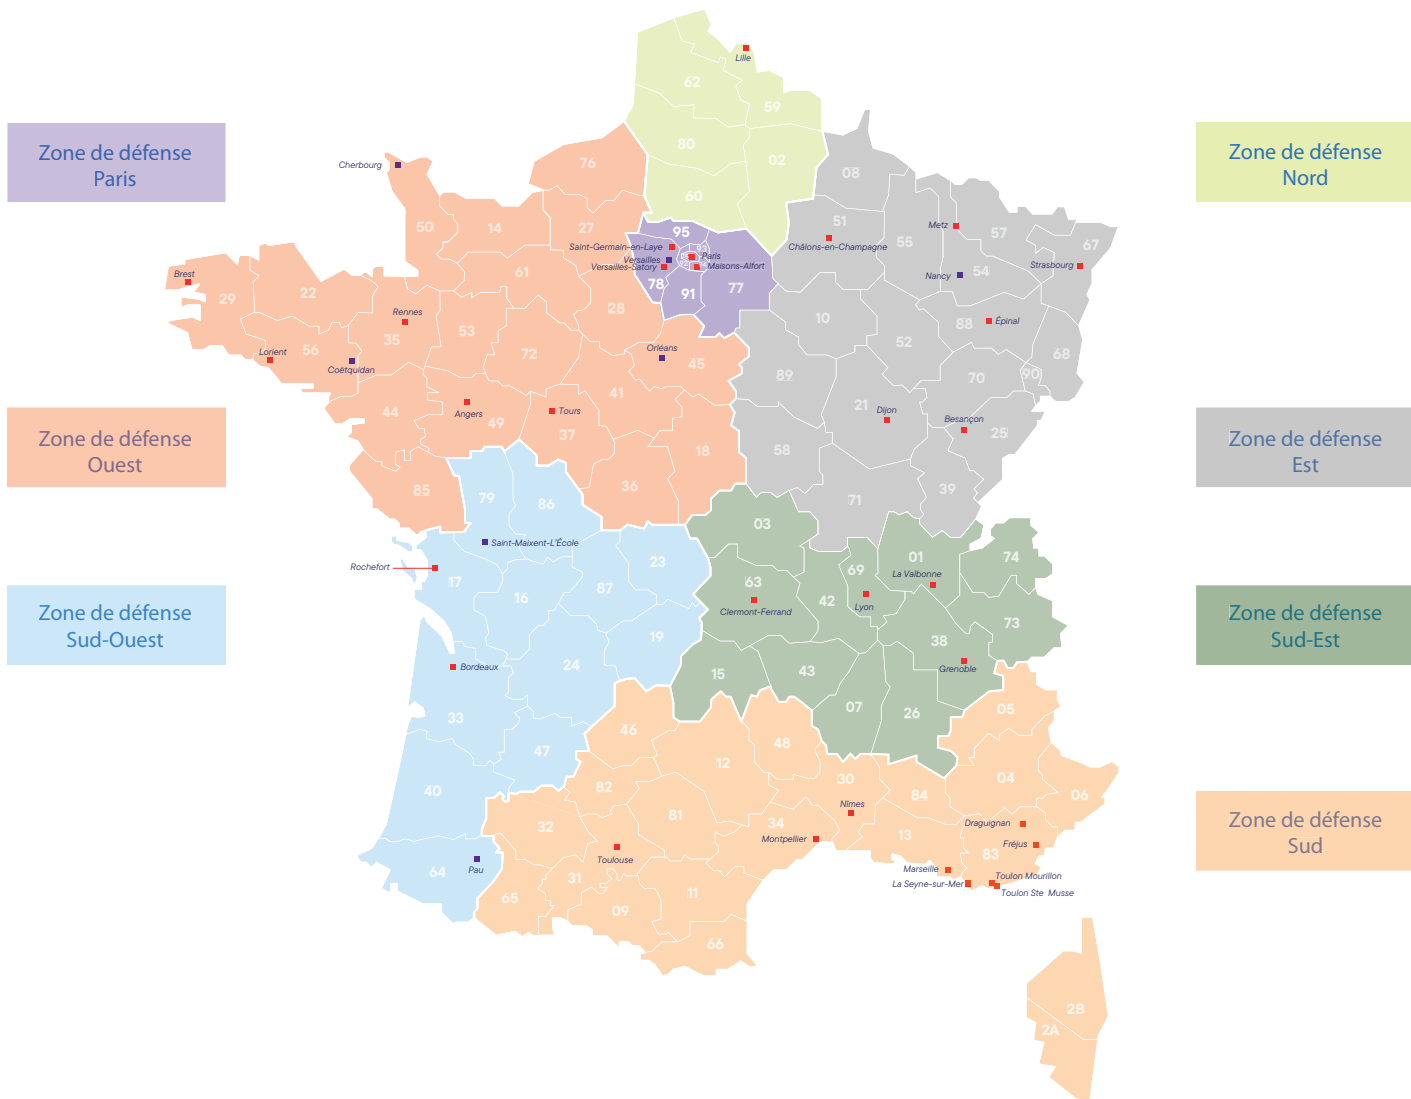 Lille
62
59
Zone de défense
Paris
Zone de défense
Nord
80
02
Cherbourg
76
08
60
50
14
27
95
51
Metz
57
67
Saint-Germain-en-Laye
93
Châlons-en-Champagne
55
Versailles
Paris
Versailles-Satory
Maisons-Alfort
Strasbourg
Brest
29
22
61
78
91
77
Nancy
54
Rennes
28
10
88
Épinal
35
53
Lorient
56
Coëtquidan
72
Orléans
45
52
68
89
70
90
41
44
Angers
49
Tours
37
21
Dijon
Besançon
25
Zone de défense
Ouest
Zone de défense
Est
18
58
85
79
86
36
71
39
03
Saint-Maixent-L'École
Rochefort
17
16
87
23
63
Clermont-Ferrand
42
69
Lyon
01
La Valbonne
74
Zone de défense
Sud-Ouest
Zone de défense
Sud-Est
73
38
Grenoble
19
Bordeaux
24
15
43
33
07
26
05
46
48
47
12
40
82
30
04
06
84
Nîmes
32
81
34
Montpellier
13
Draguignan
Fréjus
83
Zone de défense
Sud
Toulouse
64
Pau
31
Marseille
La Seyne-sur-Mer
Toulon Mourillon
Toulon Ste Musse
65
09
11
66
2B
2A